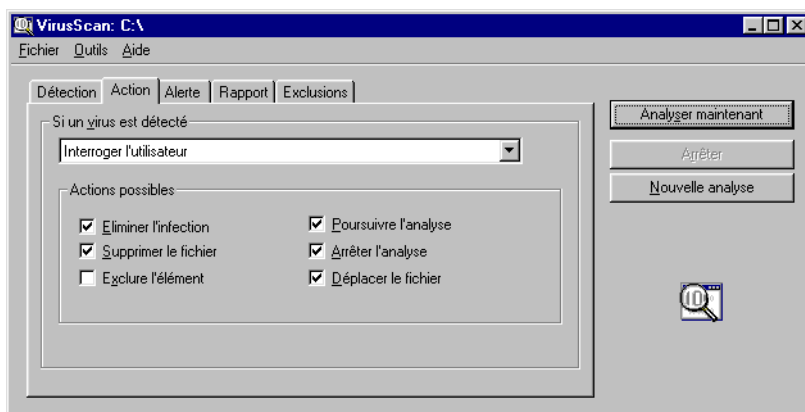 VirusScan: C:\
Fichier Outils Aide
Détection Action Alerte Rapport Exclusions
Si un virus est détecté
Interroger l'utilisateur
Actions possibles
Eliminer l'infection
Poursuivre l'analyse
Supprimer le fichier
Arrêter l'analyse
Exclure l'élément
Déplacer le fichier
Analyser maintenant
Arrêter
Nouvelle analyse